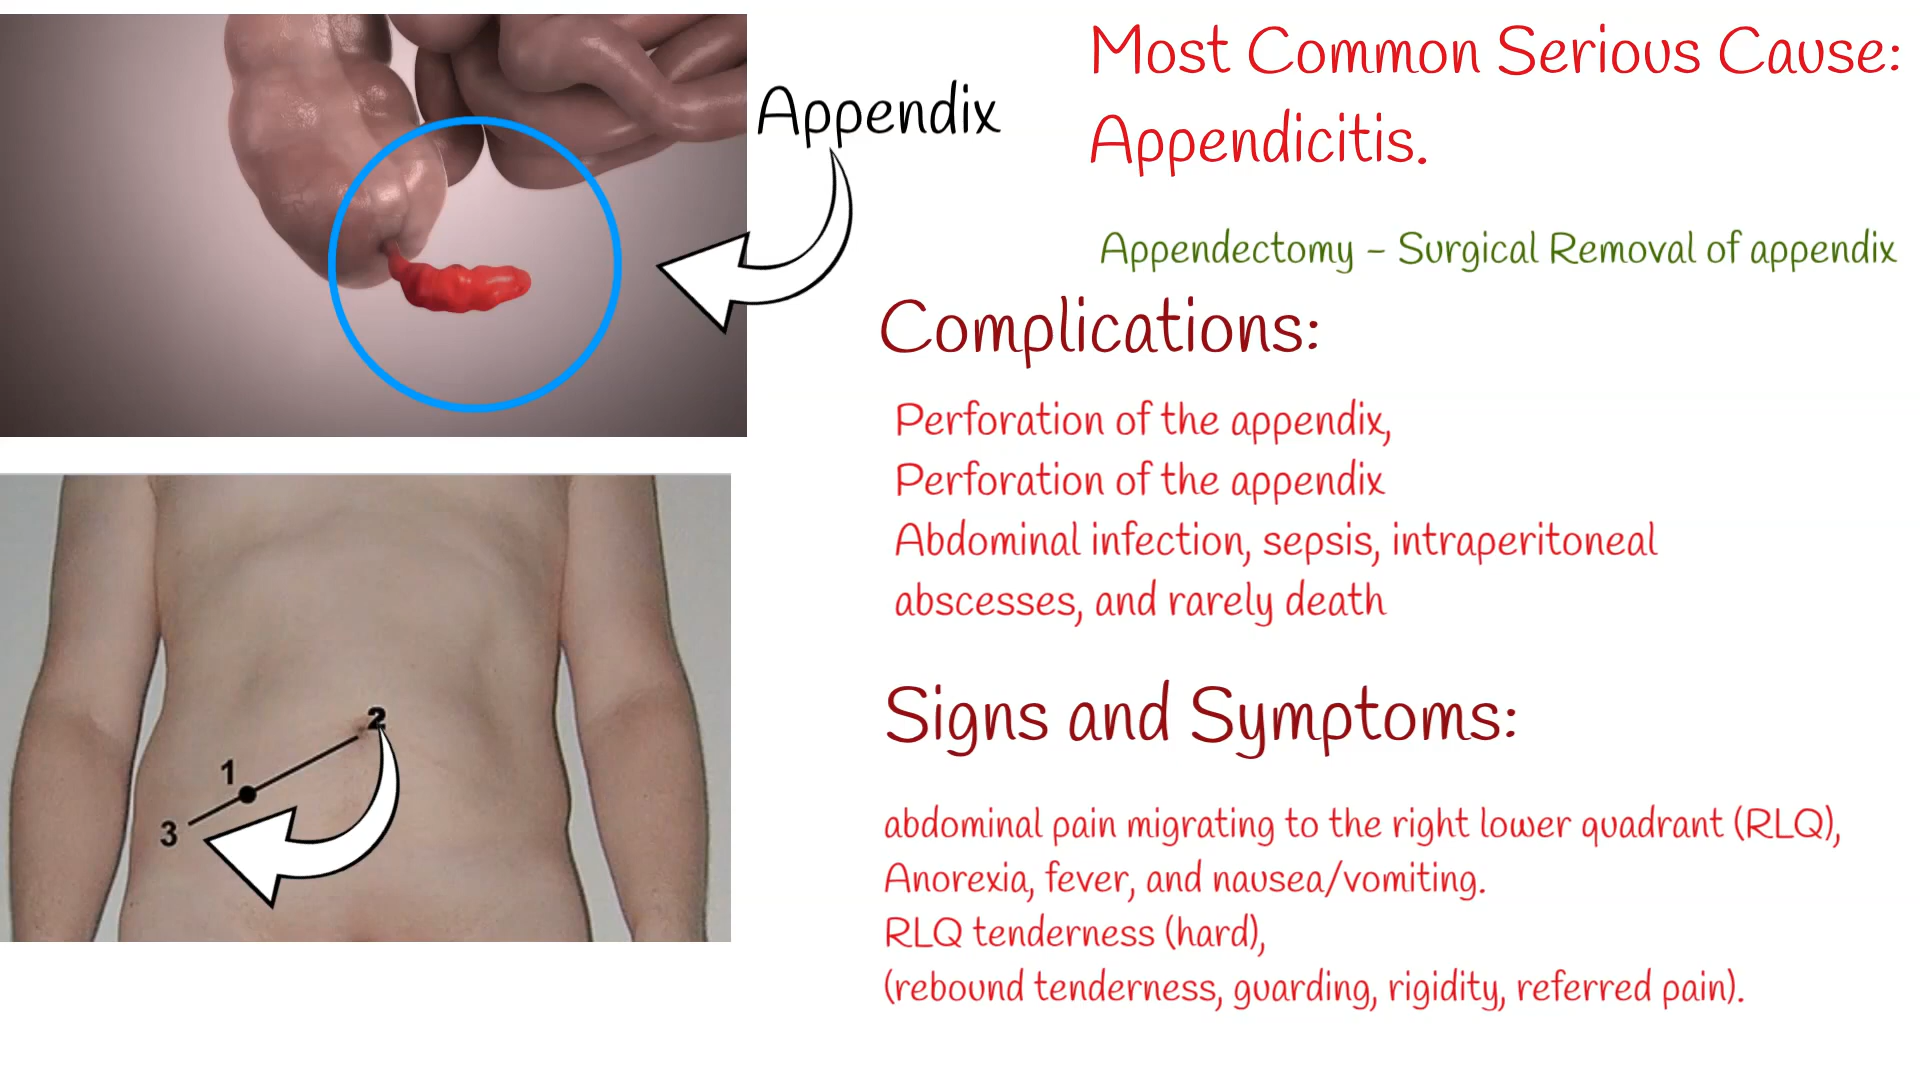 Appendix
Most Common Serious Cause:
Appendicitis.
Appendectomy - Surgical Removal of appendix
Complications:
Perforation of the appendix,
Perforation of the appendix
Abdominal infection, sepsis, intraperitoneal
abscesses, and rarely death
2
1
3
Signs and Symptoms:
abdominal pain migrating to the right lower quadrant (RLQ),
Anorexia, fever, and nausea/vomiting.
RLQ tenderness (hard),
(rebound tenderness, guarding, rigidity, referred pain).